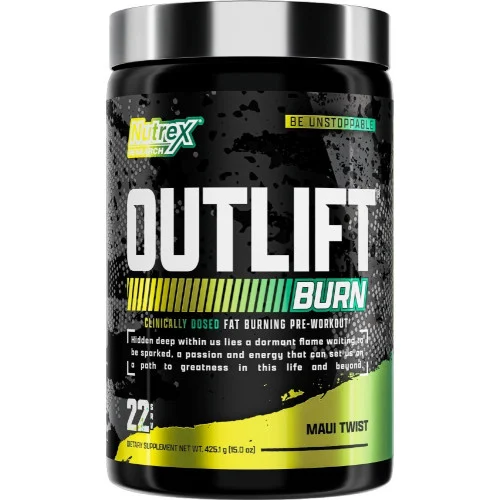 Nutrex
RESEARCH
BE UNSTOPPABLE
OUTLIFT
BURN
CLINICALLY DOSED FAT BURNING PRE-WORKOUT
Hidden deep within us lies a dormant flame waiting to
be sparked, a passion and energy that can set us on
a path to greatness in this life and beyond.
22
MAUI TWIST
DIETARY SUPPLEMENT NET WT. 425.1 g (15.0 oz)